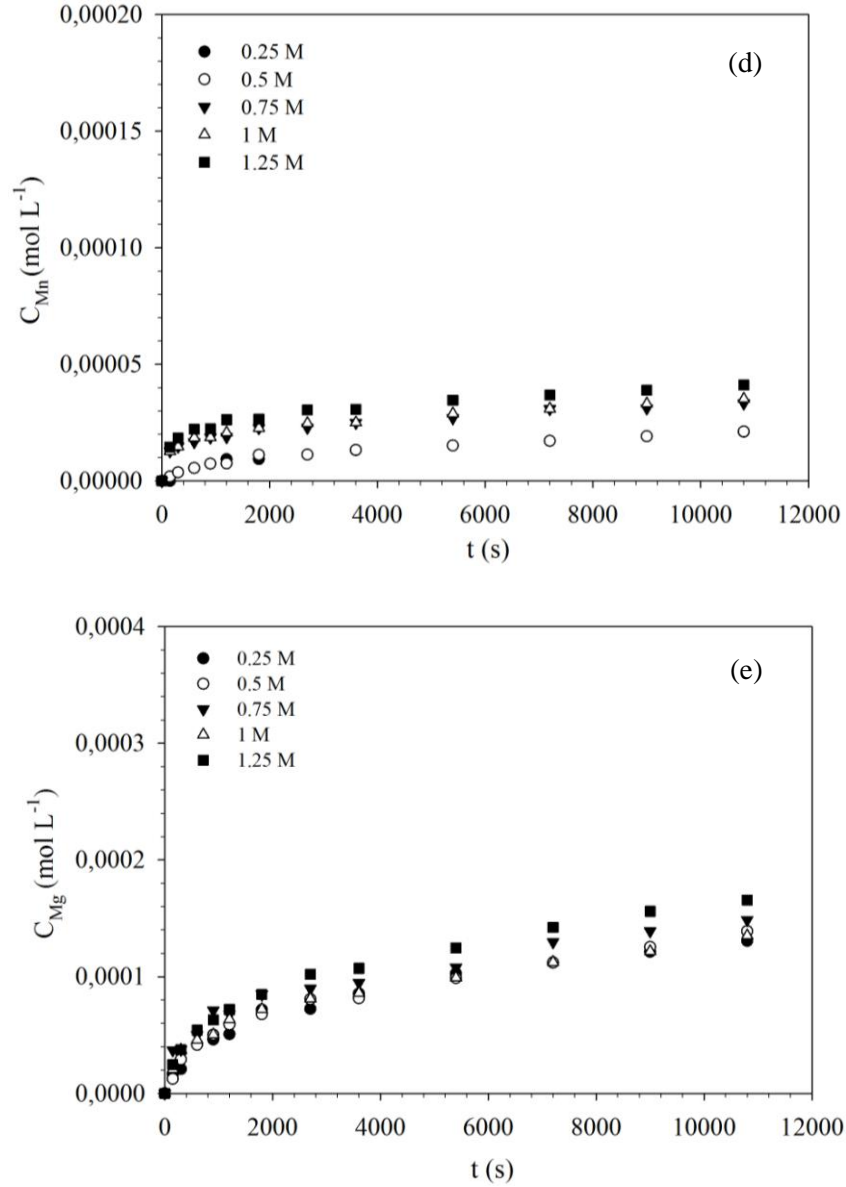 0,00020
0,00015
0,00010
0,00005
0,00000
C_Mn (mol L⁻¹)
(d)
0.25 M
0.5 M
0.75 M
1 M
1.25 M
0 2000 4000 6000 8000 10000 12000
t (s)
0,0004
0,0003
0,0002
0,0001
0,0000
C_Mg (mol L⁻¹)
(e)
0.25 M
0.5 M
0.75 M
1 M
1.25 M
0 2000 4000 6000 8000 10000 12000
t (s)